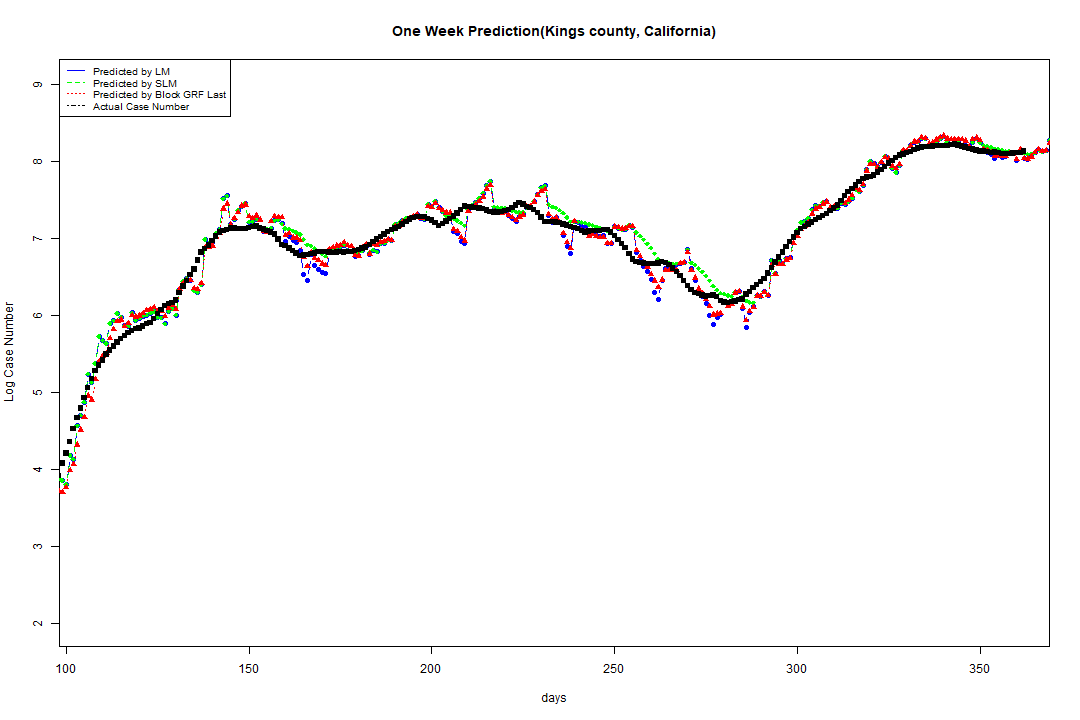 One Week Prediction(Kings county, California)
Predicted by LM
Predicted by SLM
Predicted by Block GRF Last
Actual Case Number
9
8
7
6
5
4
3
2
Log Case Number
100 150 200 250 300 350
days